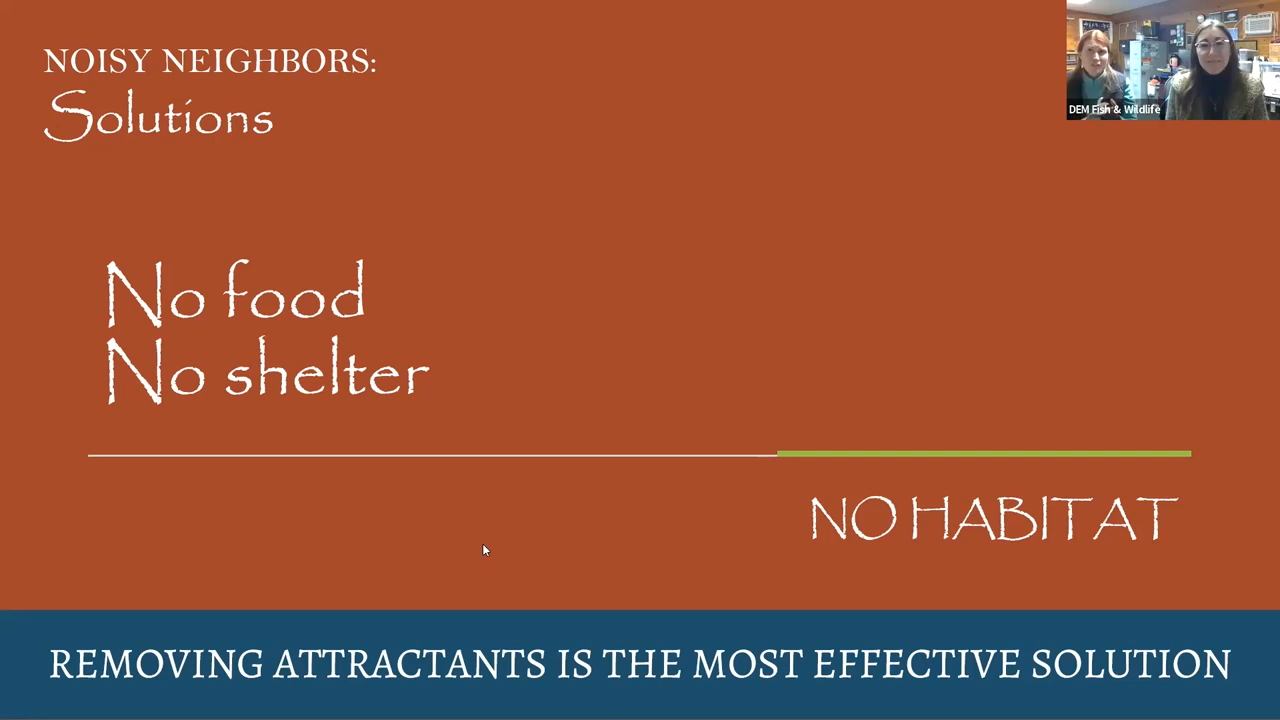 NOISY NEIGHBORS:
Solutions
DEM Fish & Wildlife
No food
No shelter
NO HABITAT
REMOVING ATTRACTANTS IS THE MOST EFFECTIVE SOLUTION